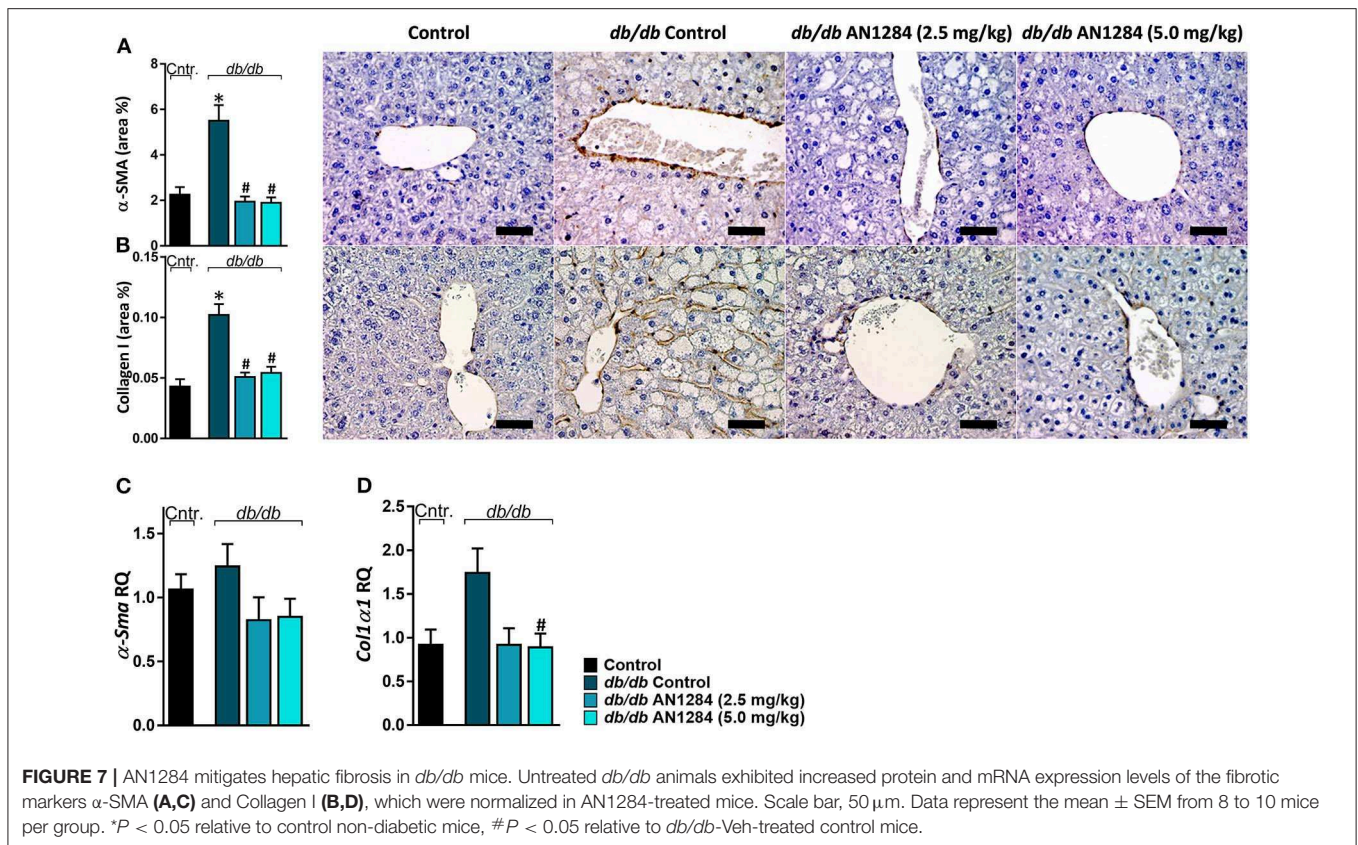 Control db/db Control db/db AN1284 (2.5 mg/kg) db/db AN1284 (5.0 mg/kg)
A
Cntr. db/db
8
6
4
2
0
α-SMA (area %)
*
#
#
B
Cntr. db/db
0.15
0.10
0.05
0.00
Collagen I (area %)
*
#
#
C
Cntr. db/db
1.5
1.0
0.5
0.0
α-Sma RQ
D
Cntr. db/db
2.5
2.0
1.5
1.0
0.5
0.0
Col1α1 RQ
#
Control
db/db Control
db/db AN1284 (2.5 mg/kg)
db/db AN1284 (5.0 mg/kg)
FIGURE 7 | AN1284 mitigates hepatic fibrosis in db/db mice. Untreated db/db animals exhibited increased protein and mRNA expression levels of the fibrotic
markers α-SMA (A,C) and Collagen I (B,D), which were normalized in AN1284-treated mice. Scale bar, 50 μm. Data represent the mean ± SEM from 8 to 10 mice
per group. *P < 0.05 relative to control non-diabetic mice, #P < 0.05 relative to db/db-Veh-treated control mice.